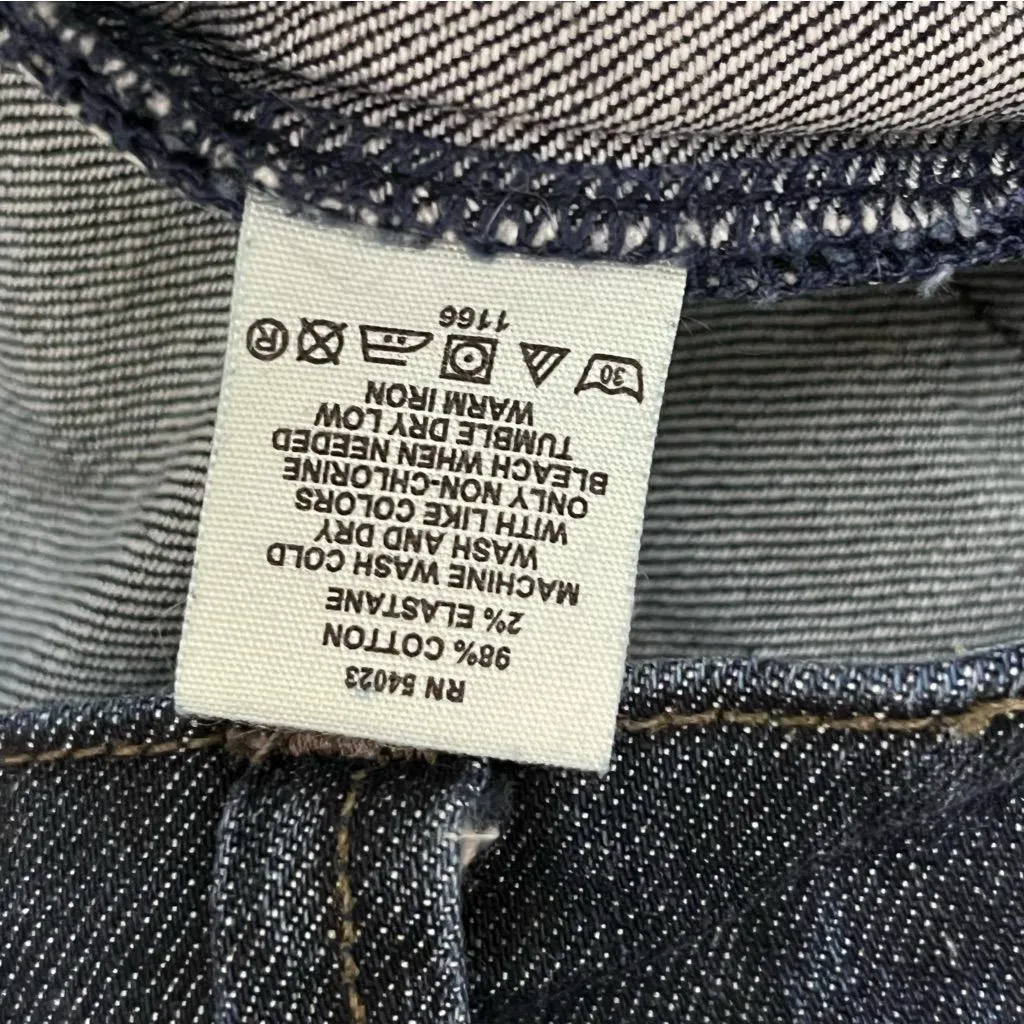 RN 54023
98% COTTON
2% ELASTANE
MACHINE WASH COLD
WASH AND DRY
WITH LIKE COLORS
ONLY NON-CHLORINE
BLEACH WHEN NEEDED
TUMBLE DRY LOW
WARM IRON
30 ®
1166